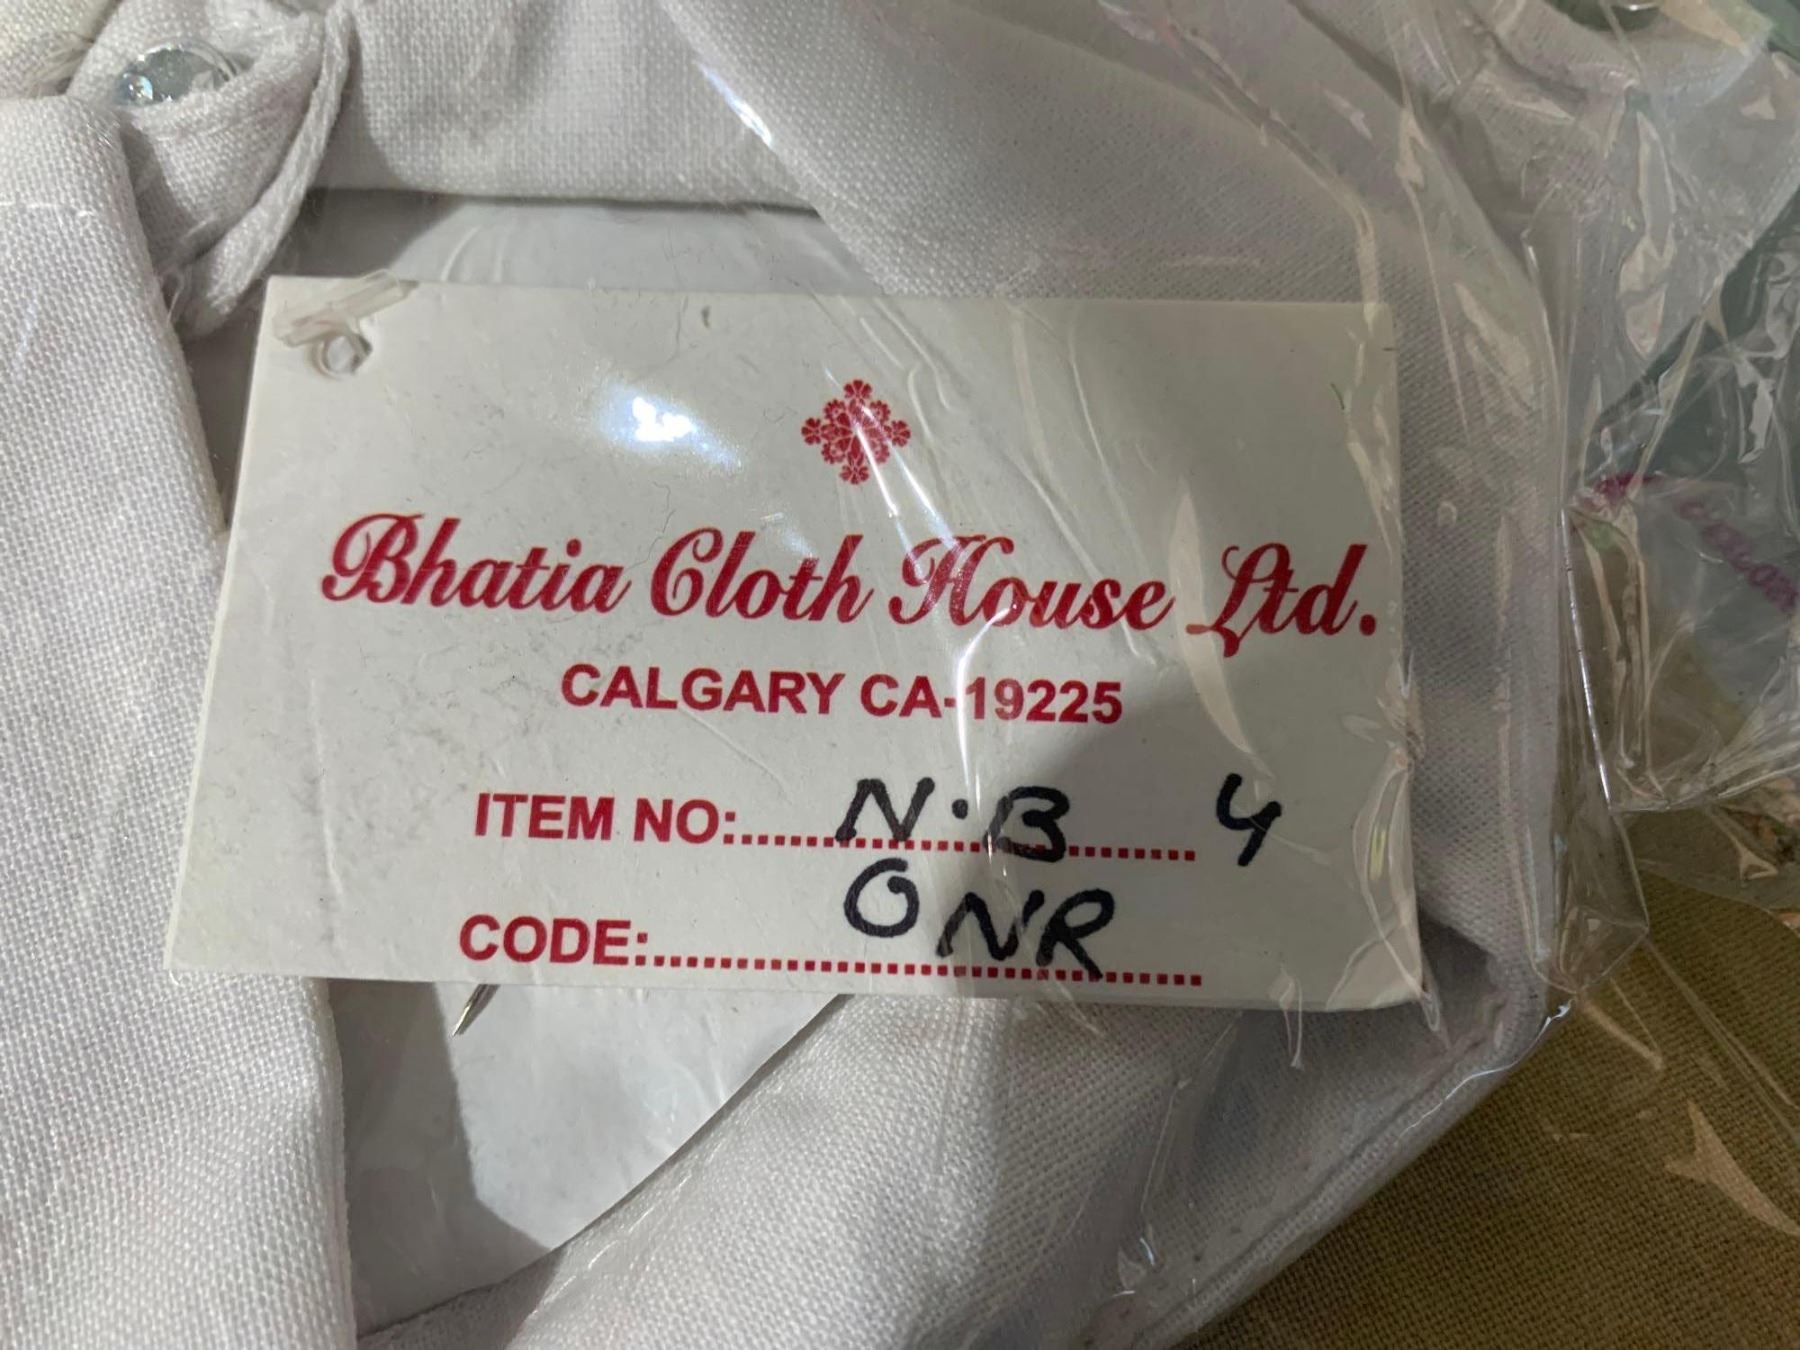 Bhatia Cloth House Ltd.
CALGARY CA-19225
ITEM NO:..........N.B.......... 4
CODE:..........ONR..........